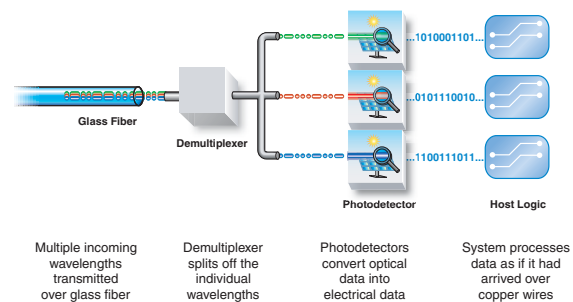 ...1010001101...
...0101110010...
Glass Fiber
Demultiplexer
...1100111011...
Photodetector
Host Logic
Multiple incoming
wavelengths
transmitted
over glass fiber
Demultiplexer
splits off the
individual
wavelengths
Photodetectors
convert optical
data into
electrical data
System processes
data as if it had
arrived over
copper wires